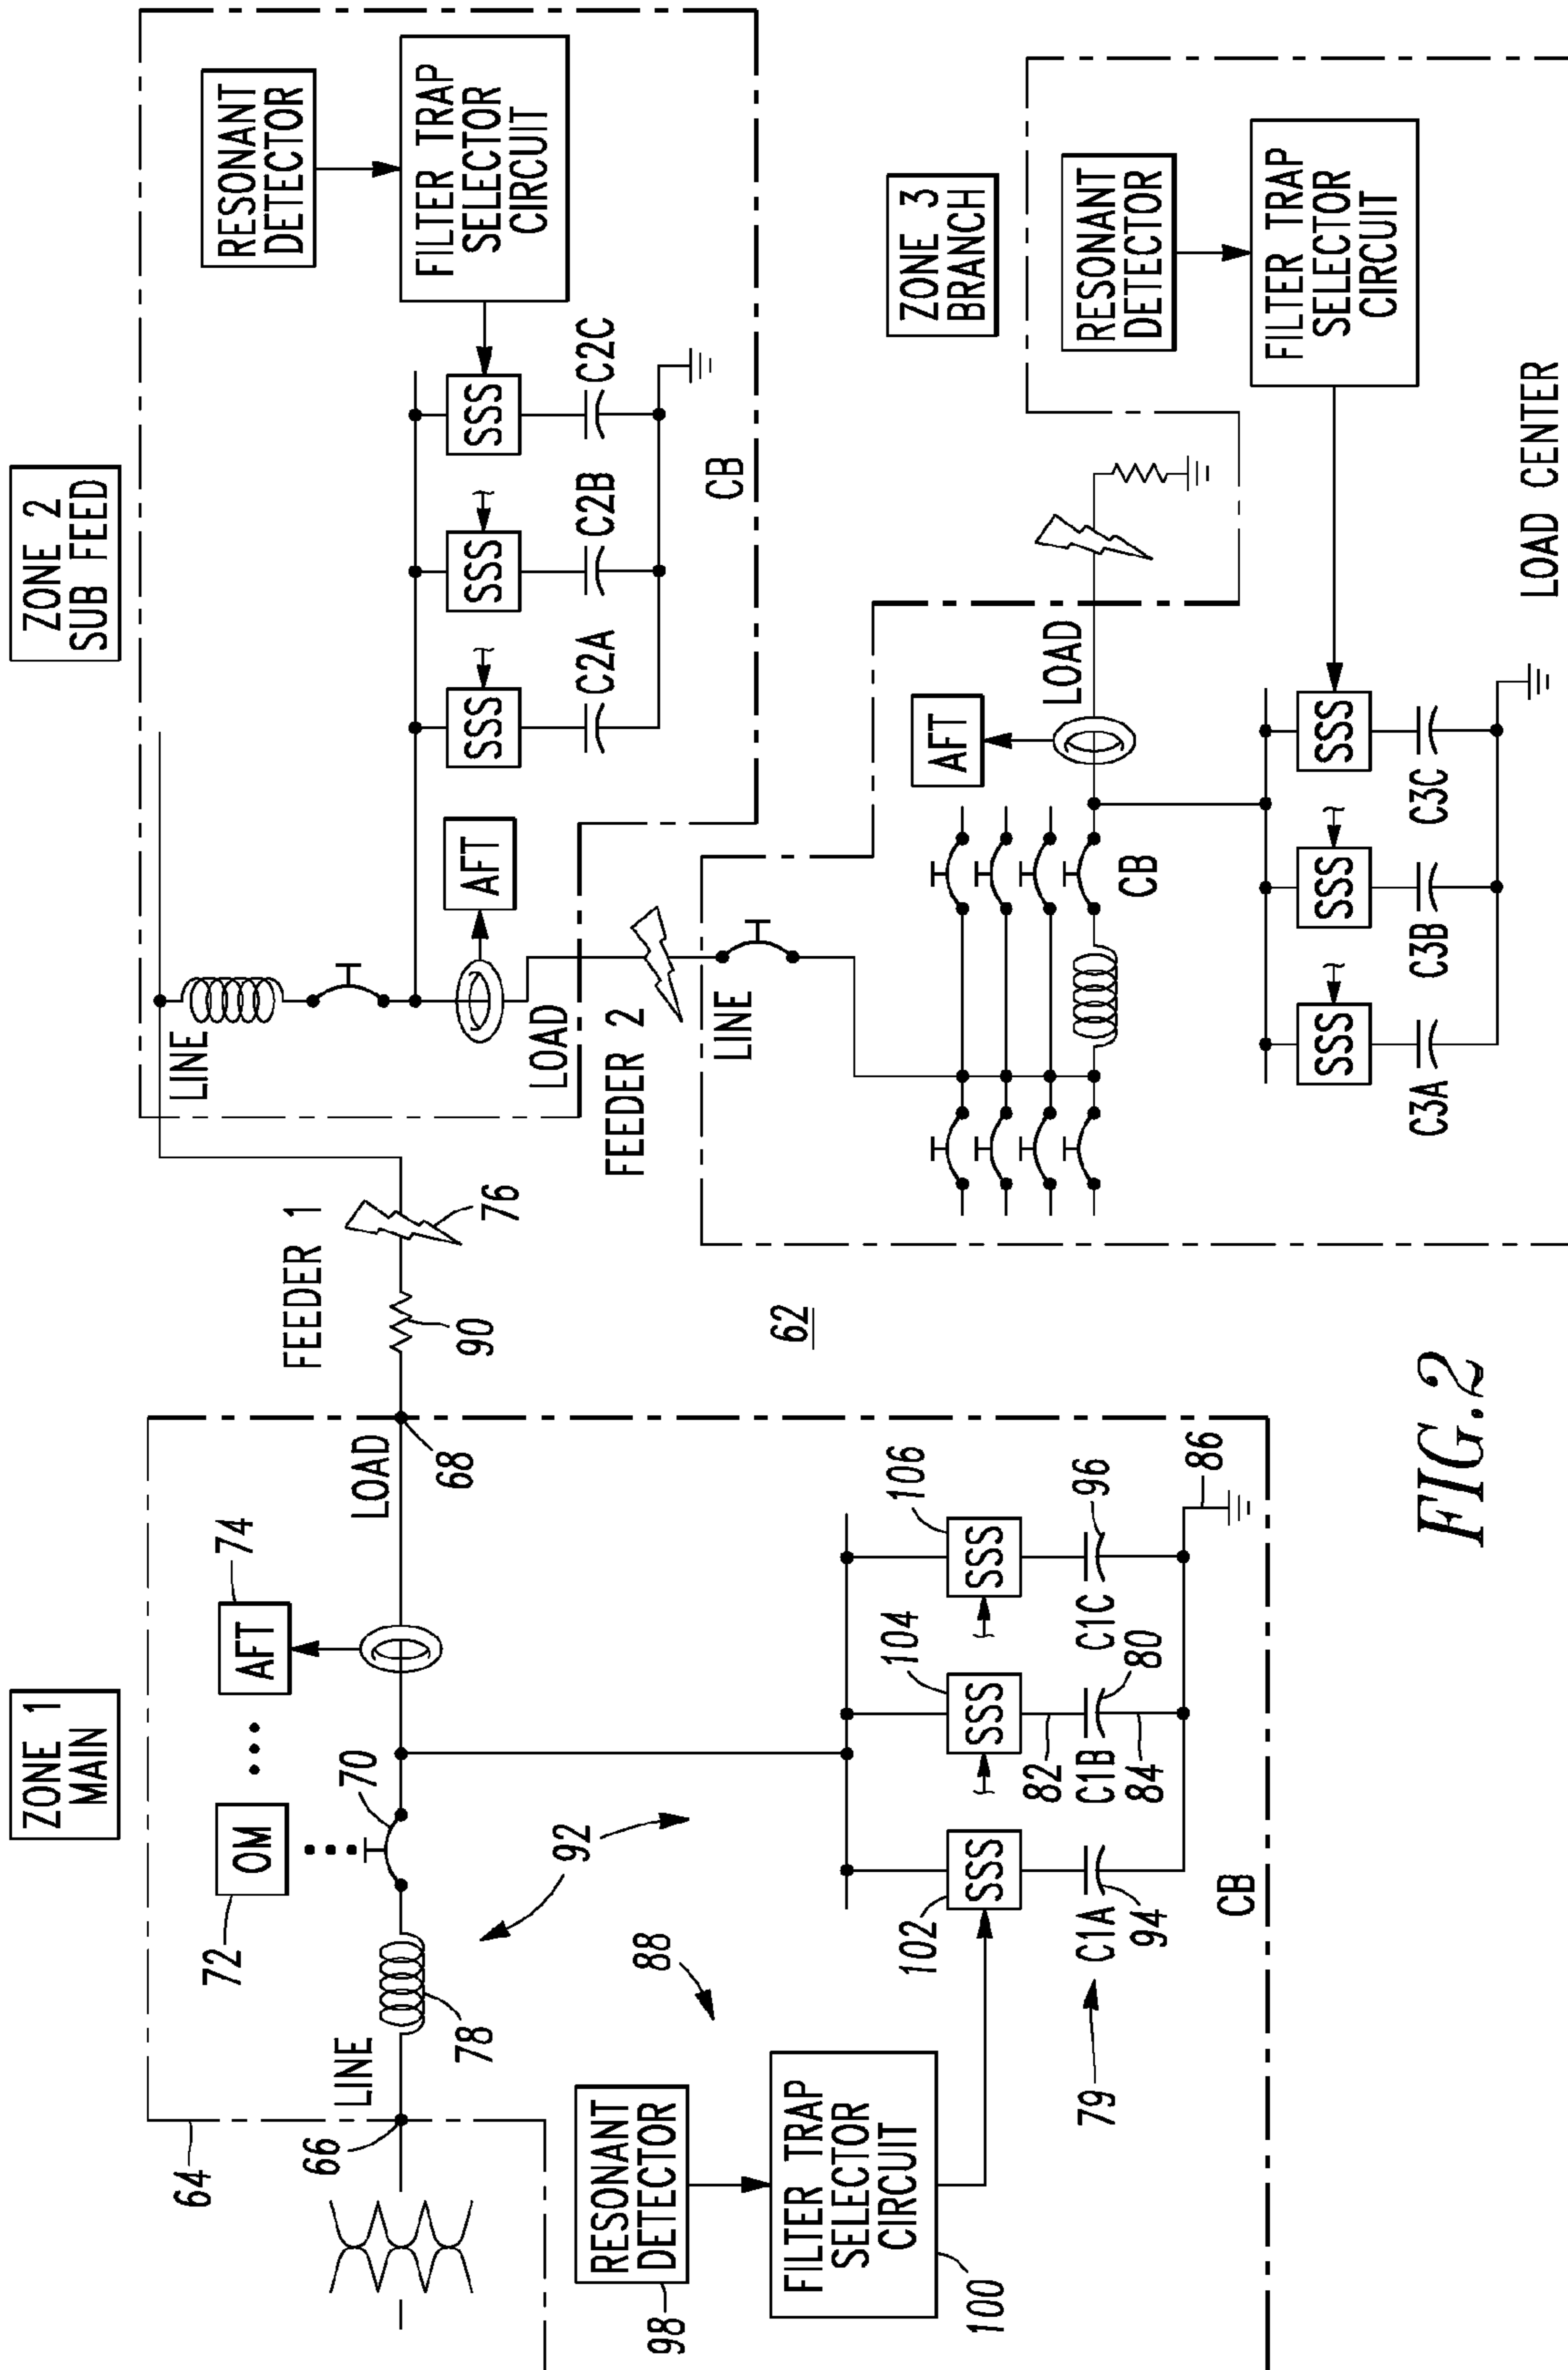 ZONE 1
MAIN
64
66
LINE
78
72
OM
70
AFT
74
LOAD
68
92
88
98
RESONANT
DETECTOR
FILTER TRAP
SELECTOR
CIRCUIT
100
102
SSS
104
SSS
106
SSS
79
C1A
94
82
C1B
80
84
C1C
96
86
CB
FEEDER 1
90
76
62
ZONE 2
SUB FEED
LINE
LOAD
AFT
SSS
SSS
SSS
C2A
C2B
C2C
RESONANT
DETECTOR
FILTER TRAP
SELECTOR
CIRCUIT
CB
FEEDER 2
LINE
CB
AFT
LOAD
ZONE 3
BRANCH
RESONANT
DETECTOR
FILTER TRAP
SELECTOR
CIRCUIT
SSS
SSS
SSS
C3A
C3B
C3C
LOAD CENTER
FIG.2